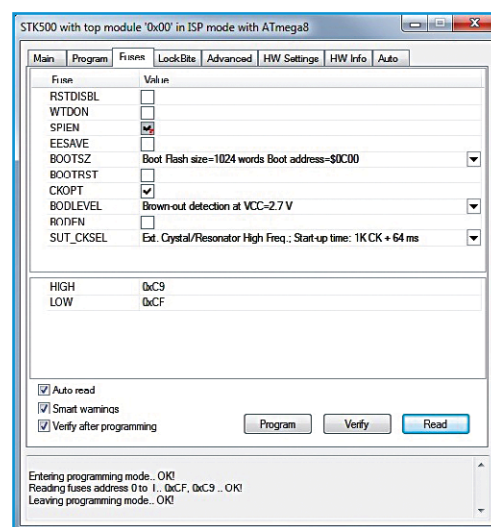 STK500 with top module '0x00' in ISP mode with ATmega8
Main Program Fuses LockBits Advanced HW Settings HW Info Auto
Fuse Value
RSTDISBL
WTDON
SPIEN
EESAVE
BOOTSZ Boot Flash size=1024 words Boot address=$0C00
BOOTRST
CKOPT
BODLEVEL Brown-out detection at VCC=2.7 V
BODEN
SUT_CKSEL Ext. Crystal/Resonator High Freq.; Start-up time: 1K CK + 64 ms
HIGH 0xC9
LOW 0xCF
Auto read
Smart warnings
Verify after programming
Program Verify Read
Entering programming mode.. OK!
Reading fuses address 0 to 1.. 0xCF, 0xC9 .. OK!
Leaving programming mode.. OK!